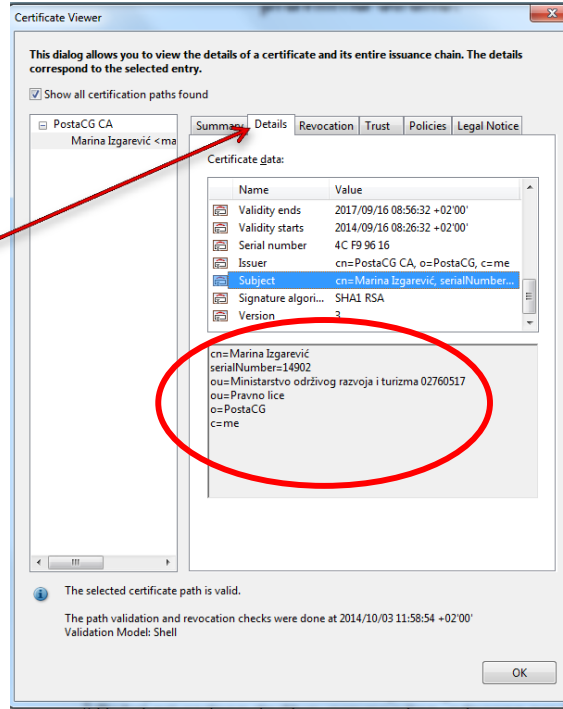 Certificate Viewer
This dialog allows you to view the details of a certificate and its entire issuance chain. The details
correspond to the selected entry.
Show all certification paths found
PostaCG CA
Marina Izgarević <ma
Summary Details Revocation Trust Policies Legal Notice
Certificate data:
Name Value
Validity ends 2017/09/16 08:56:32 +02'00'
Validity starts 2014/09/16 08:26:32 +02'00'
Serial number 4C F9 96 16
Issuer cn=PostaCG CA, o=PostaCG, c=me
Subject cn=Marina Izgarević, serialNumber...
Signature algori... SHA1 RSA
Version 3
cn=Marina Izgarević
serialNumber=14902
ou=Ministarstvo održivog razvoja i turizma 02760517
ou=Pravno lice
o=PostaCG
c=me
The selected certificate path is valid.
The path validation and revocation checks were done at 2014/10/03 11:58:54 +02'00'
Validation Model: Shell
OK